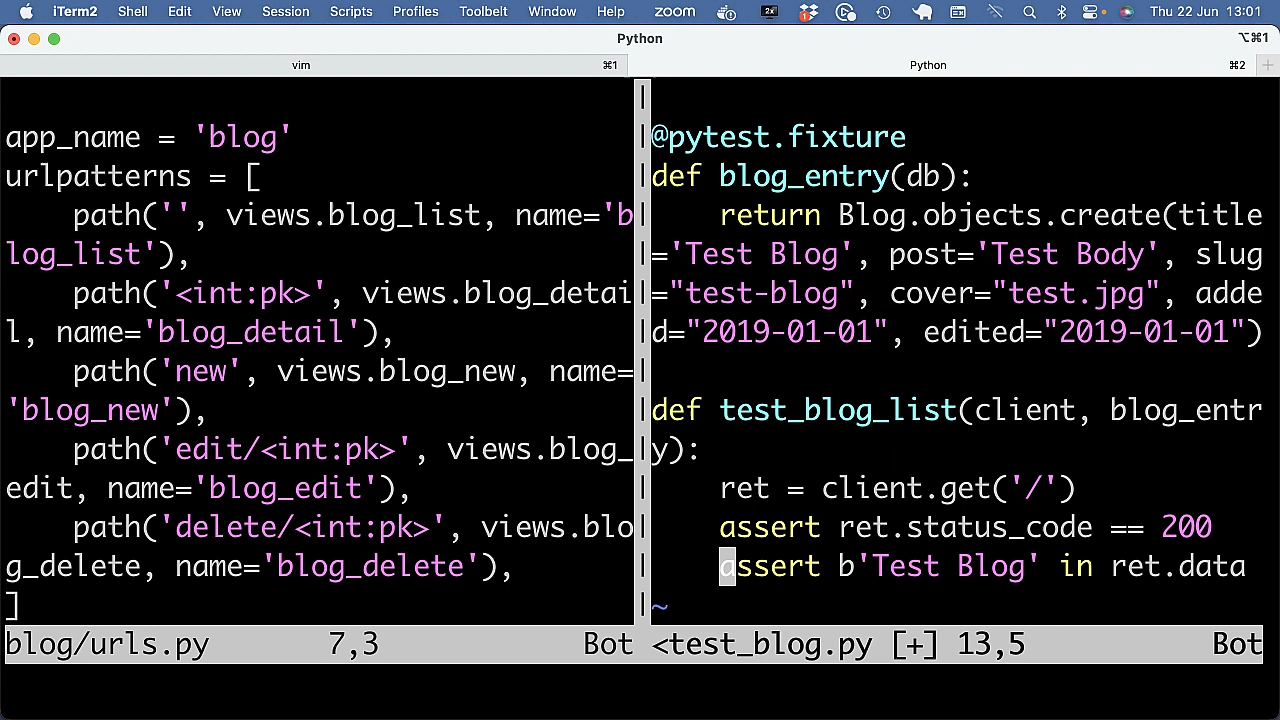 iTerm2 Shell Edit View Session Scripts Profiles Toolbelt Window Help zoom 2x 1 Thu 22 Jun 13:01
Python ⌥⌘1
vim ⌘1 Python ⌘2 +
app_name = 'blog'
urlpatterns = [
    path('', views.blog_list, name='b
log_list'),
    path('<int:pk>', views.blog_detai
l, name='blog_detail'),
    path('new', views.blog_new, name=
'blog_new'),
    path('edit/<int:pk>', views.blog_
edit, name='blog_edit'),
    path('delete/<int:pk>', views.blo
g_delete, name='blog_delete'),
]
blog/urls.py 7,3 Bot
@pytest.fixture
def blog_entry(db):
    return Blog.objects.create(title
='Test Blog', post='Test Body', slug
="test-blog", cover="test.jpg", adde
d="2019-01-01", edited="2019-01-01")
def test_blog_list(client, blog_entr
y):
    ret = client.get('/')
    assert ret.status_code == 200
    assert b'Test Blog' in ret.data
~
<test_blog.py [+] 13,5 Bot